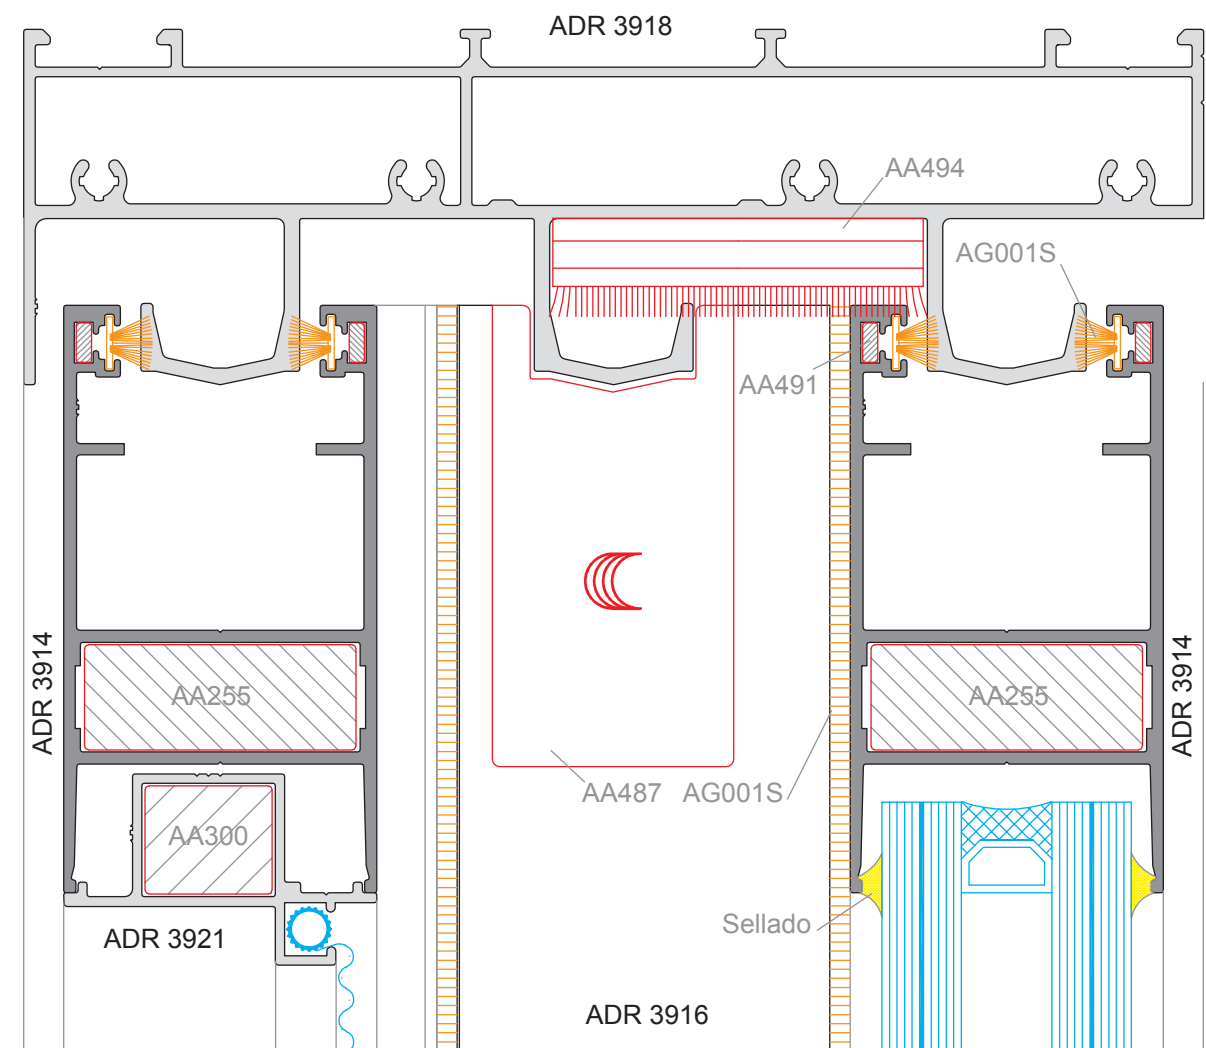 ADR 3918
AA494
AG001S
AA491
ADR 3914
AA255
AA255
ADR 3914
AA487
AG001S
AA300
Sellado
ADR 3921
ADR 3916